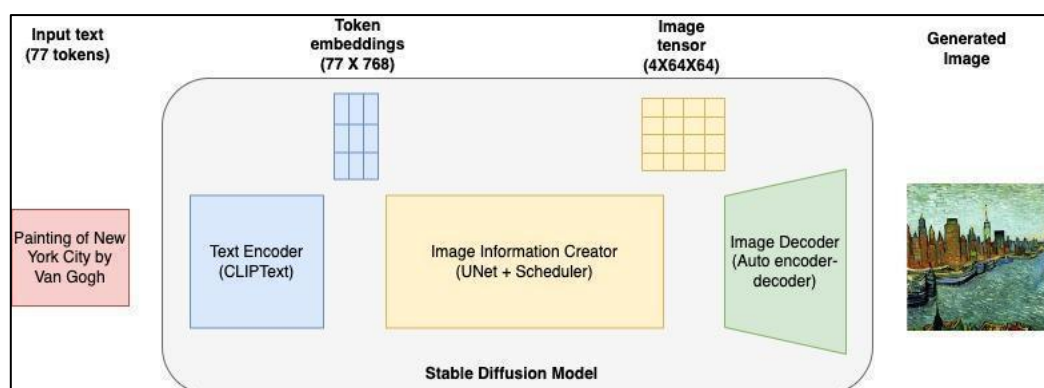 Input text
(77 tokens)
Token
embeddings
(77 X 768)
Image
tensor
(4X64X64)
Generated
Image
Painting of New
York City by
Van Gogh
Text Encoder
(CLIPText)
Image Information Creator
(UNet + Scheduler)
Image Decoder
(Auto encoder-
decoder)
Stable Diffusion Model